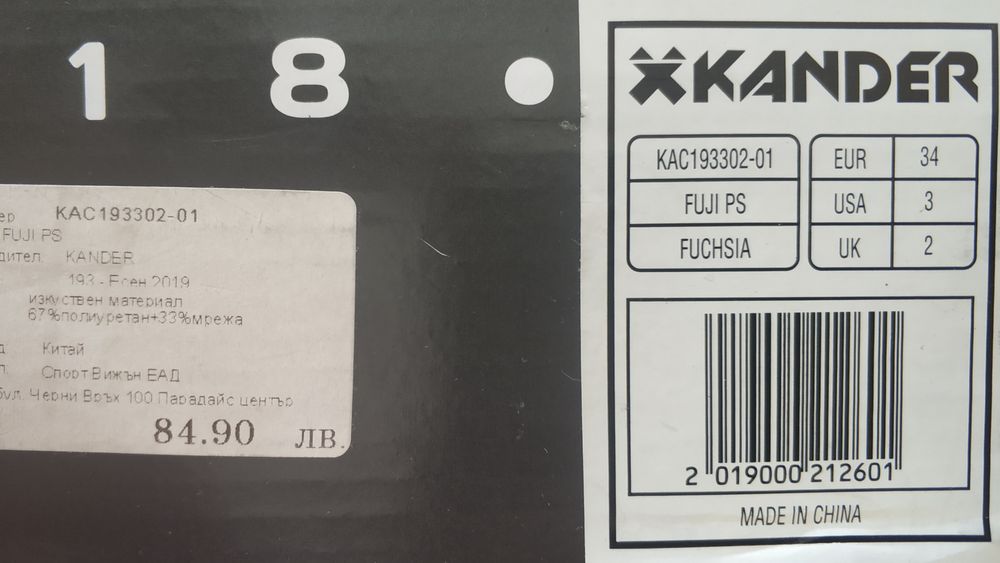 18.
KAC193302-01
FUJI PS
KANDER
193 - Есен 2019
изкуствен материал
67%полиуретан+33%мрежа
Китай
Спорт Вижън ЕАД
бул. Черни Връх 100 Парадайс център
84.90 ЛВ.
KANDER
KAC193302-01
FUJI PS
FUCHSIA
EUR 34
USA 3
UK 2
2 019000 212601
MADE IN CHINA